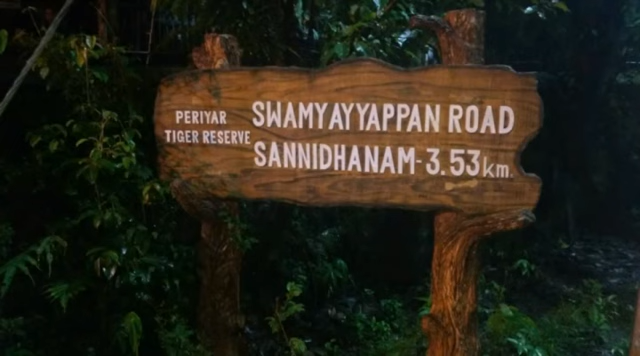 PERIYAR
TIGER RESERVE
SWAMYAYYAPPAN ROAD
SANNIDHANAM-3.53km.